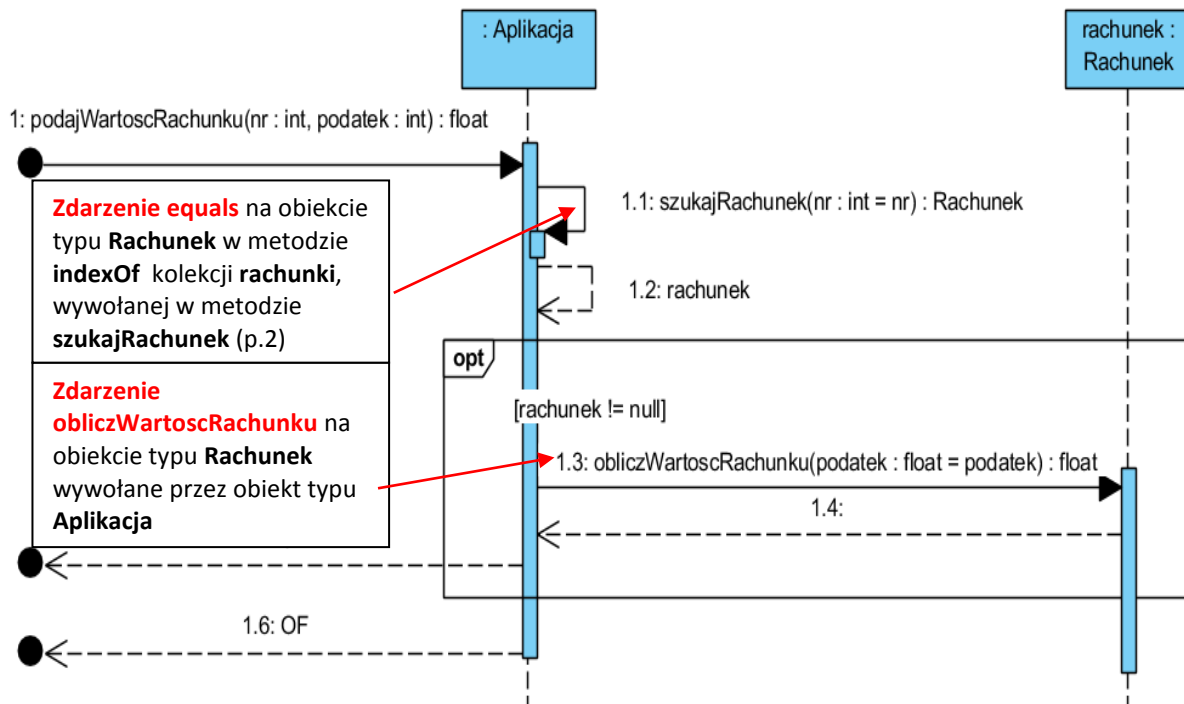 : Aplikacja
rachunek :
Rachunek
1: podajWartoscRachunku(nr : int, podatek : int) : float
Zdarzenie equals na obiekcie
typu Rachunek w metodzie
indexOf kolekcji rachunki,
wywołanej w metodzie
szukajRachunek (p.2)
1.1: szukajRachunek(nr : int = nr) : Rachunek
1.2: rachunek
opt
[rachunek != null]
Zdarzenie
obliczWartoscRachunku na
obiekcie typu Rachunek
wywołane przez obiekt typu
Aplikacja
1.3: obliczWartoscRachunku(podatek : float = podatek) : float
1.4:
1.6: OF